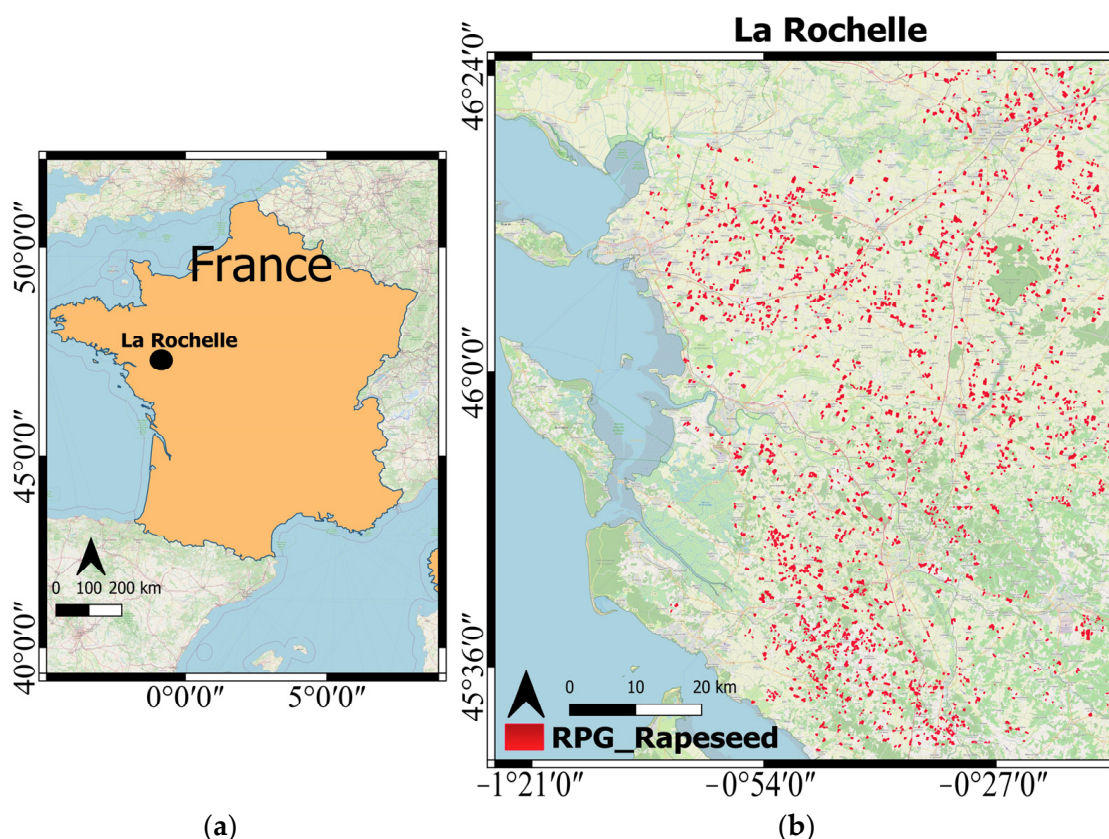 La Rochelle
46°24′0″
46°0′0″
45°36′0″
50°0′0″
45°0′0″
40°0′0″
France
La Rochelle
0 100 200 km
0°0′0″ 5°0′0″
0 10 20 km
RPG_Rapeseed
−1°21′0″ −0°54′0″ −0°27′0″
(a) (b)